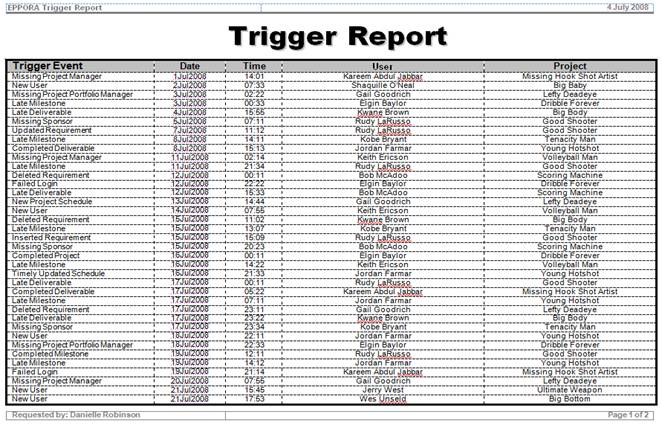 EPPORA Trigger Report 4 July 2008
Trigger Report
Trigger Event Date Time User Project
Missing Project Manager 1Jul2008 14:01 Kareem Abdul Jabbar Missing Hook Shot Artist
New User 2Jul2008 07:33 Shaquille O'Neal Big Baby
Missing Project Portfolio Manager 3Jul2008 02:22 Gail Goodrich Lefty Deadeye
Late Milestone 3Jul2008 00:33 Elgin Baylor Dribble Forever
Late Deliverable 4Jul2008 15:55 Kwane Brown Big Body
Missing Sponsor 5Jul2008 07:11 Rudy LaRusso Good Shooter
Updated Requirement 7Jul2008 11:12 Rudy LaRusso Good Shooter
Late Milestone 8Jul2008 14:11 Kobe Bryant Tenacity Man
Completed Deliverable 8Jul2008 15:13 Jordan Farmar Young Hotshot
Missing Project Manager 11Jul2008 02:14 Keith Ericson Volleyball Man
Late Milestone 11Jul2008 21:34 Rudy LaRusso Good Shooter
Deleted Requirement 12Jul2008 00:11 Bob McAdoo Scoring Machine
Failed Login 12Jul2008 22:22 Elgin Baylor Dribble Forever
Late Deliverable 12Jul2008 15:33 Bob McAdoo Scoring Machine
New Project Schedule 13Jul2008 14:44 Gail Goodrich Lefty Deadeye
New User 14Jul2008 07:55 Keith Ericson Volleyball Man
Deleted Requirement 15Jul2008 11:02 Kwane Brown Big Body
Late Milestone 15Jul2008 13:07 Kobe Bryant Tenacity Man
Inserted Requirement 15Jul2008 15:09 Rudy LaRusso Good Shooter
Missing Sponsor 15Jul2008 20:23 Bob McAdoo Scoring Machine
Completed Project 16Jul2008 00:11 Elgin Baylor Dribble Forever
Late Milestone 16Jul2008 14:22 Keith Ericson Volleyball Man
Timely Updated Schedule 16Jul2008 21:33 Jordan Farmar Young Hotshot
Late Deliverable 17Jul2008 00:11 Rudy LaRusso Good Shooter
Completed Deliverable 17Jul2008 05:22 Kareem Abdul Jabbar Missing Hook Shot Artist
Late Milestone 17Jul2008 07:11 Jordan Farmar Young Hotshot
Deleted Requirement 17Jul2008 23:11 Gail Goodrich Lefty Deadeye
Late Deliverable 17Jul2008 23:22 Kwane Brown Big Body
Missing Sponsor 17Jul2008 23:34 Kobe Bryant Tenacity Man
New User 18Jul2008 22:11 Jordan Farmar Young Hotshot
Missing Project Portfolio Manager 18Jul2008 22:33 Elgin Baylor Dribble Forever
Completed Milestone 19Jul2008 12:11 Rudy LaRusso Good Shooter
Late Milestone 19Jul2008 14:12 Jordan Farmar Young Hotshot
Failed Login 19Jul2008 21:14 Kareem Abdul Jabbar Missing Hook Shot Artist
Missing Project Manager 20Jul2008 07:55 Gail Goodrich Lefty Deadeye
New User 21Jul2008 15:45 Jerry West Ultimate Weapon
New User 21Jul2008 17:53 Wes Unseld Big Bottom
Requested by: Danielle Robinson Page 1 of 2